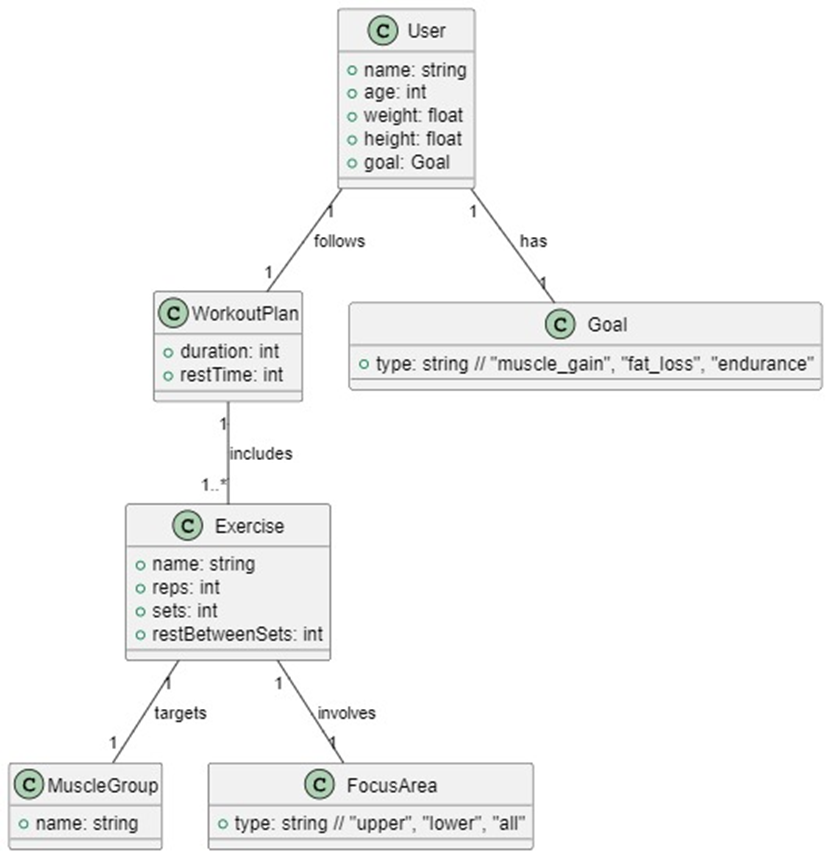 C User
name: string
age: int
weight: float
height: float
goal: Goal
1
1
follows
has
1
1
C WorkoutPlan
duration: int
restTime: int
C Goal
type: string // "muscle_gain", "fat_loss", "endurance"
1
includes
1..*
C Exercise
name: string
reps: int
sets: int
restBetweenSets: int
1
1
targets
involves
1
1
C MuscleGroup
name: string
C FocusArea
type: string // "upper", "lower", "all"